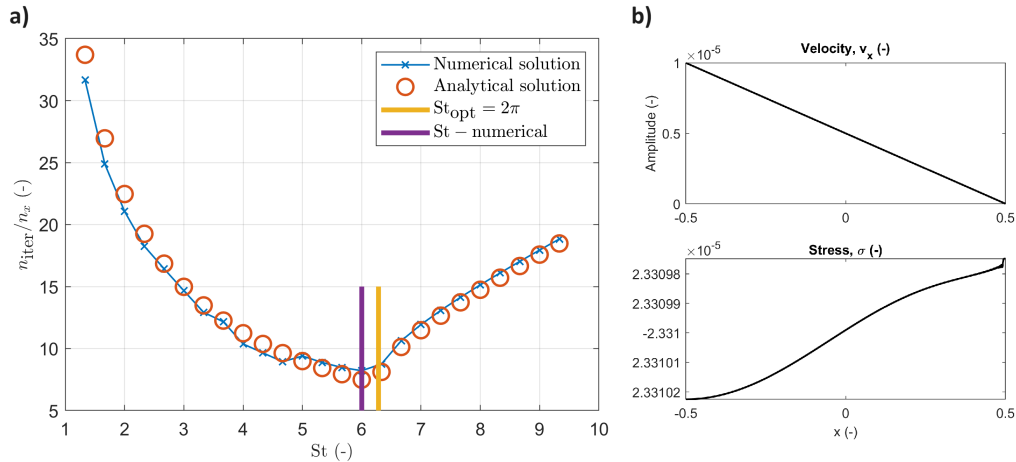 a)
35
30
25
20
15
10
5
n_iter/n_x (-)
1 2 3 4 5 6 7 8 9 10
St (-)
Numerical solution
Analytical solution
St_opt = 2π
St − numerical
b)
×10^-5
Velocity, v_x (-)
1
0.5
0
Amplitude (-)
-0.5 0 0.5
×10^-5
Stress, σ (-)
2.33098
2.33099
-2.331
2.33101
2.33102
-0.5 0 0.5
x (-)